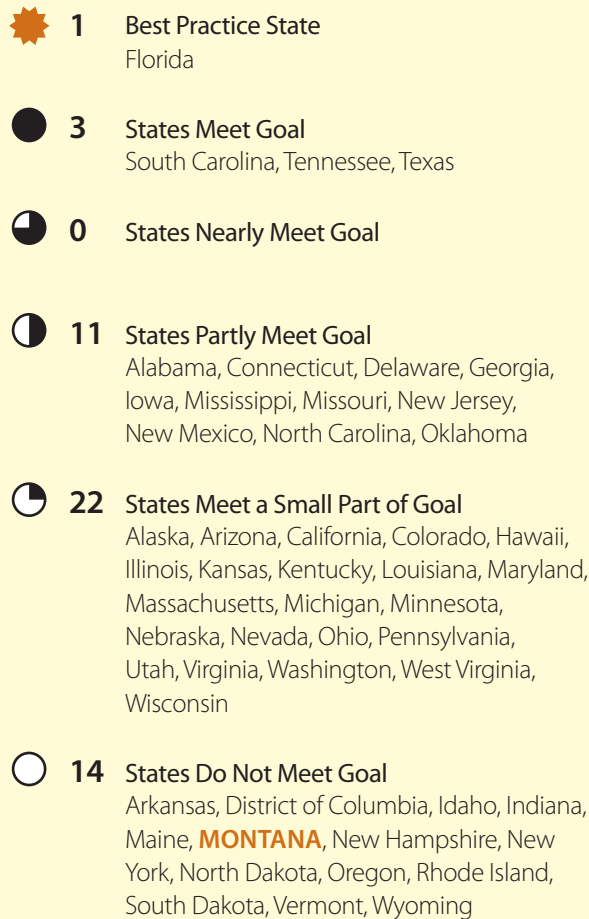 1 Best Practice State
Florida
3 States Meet Goal
South Carolina, Tennessee, Texas
0 States Nearly Meet Goal
11 States Partly Meet Goal
Alabama, Connecticut, Delaware, Georgia,
Iowa, Mississippi, Missouri, New Jersey,
New Mexico, North Carolina, Oklahoma
22 States Meet a Small Part of Goal
Alaska, Arizona, California, Colorado, Hawaii,
Illinois, Kansas, Kentucky, Louisiana, Maryland,
Massachusetts, Michigan, Minnesota,
Nebraska, Nevada, Ohio, Pennsylvania,
Utah, Virginia, Washington, West Virginia,
Wisconsin
14 States Do Not Meet Goal
Arkansas, District of Columbia, Idaho, Indiana,
Maine, MONTANA, New Hampshire, New
York, North Dakota, Oregon, Rhode Island,
South Dakota, Vermont, Wyoming